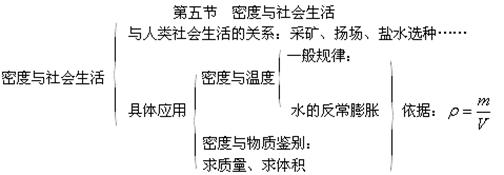 第五节　密度与社会生活
与人类社会生活的关系：采矿、扬场、盐水选种……
密度与社会生活
具体应用
密度与温度
一般规律：
水的反常膨胀
密度与物质鉴别：
求质量、求体积
依据：ρ=m/V